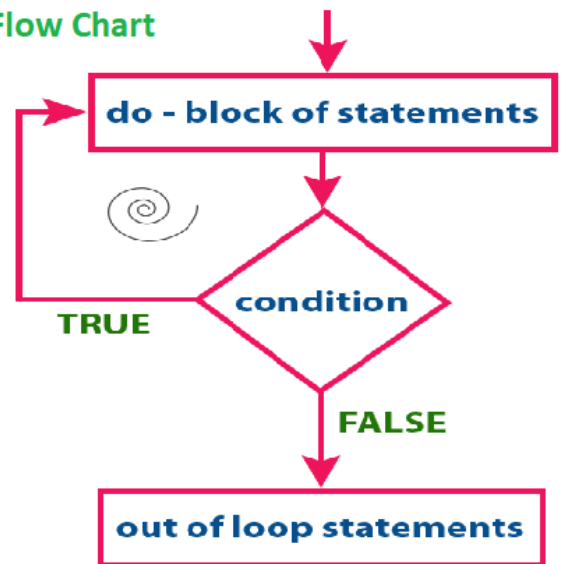 Flow Chart
do - block of statements
condition
TRUE
FALSE
out of loop statements